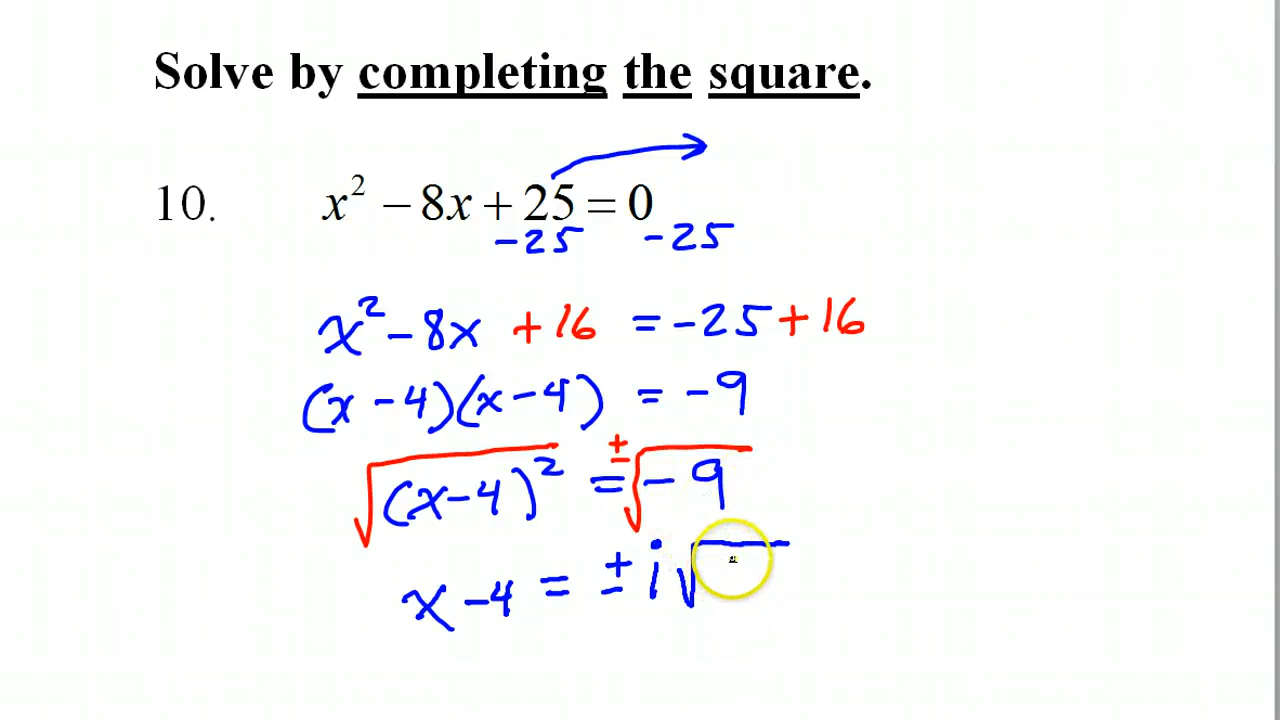 Solve by completing the square.
10. x² − 8x + 25 = 0
−25 −25
x² − 8x + 16 = −25 + 16
(x − 4)(x − 4) = −9
√(x − 4)² = ±√−9
x − 4 = ± i√